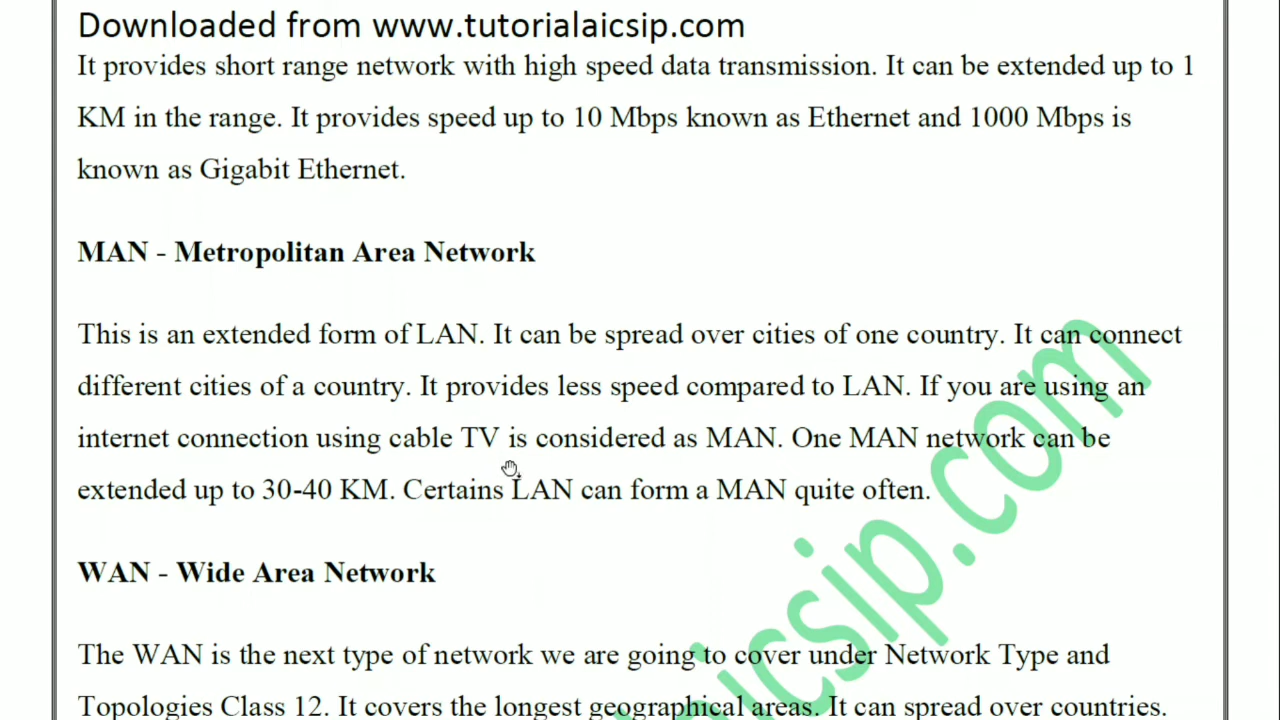 Downloaded from www.tutorialaicsip.com
It provides short range network with high speed data transmission. It can be extended up to 1
KM in the range. It provides speed up to 10 Mbps known as Ethernet and 1000 Mbps is
known as Gigabit Ethernet.
MAN - Metropolitan Area Network
This is an extended form of LAN. It can be spread over cities of one country. It can connect
different cities of a country. It provides less speed compared to LAN. If you are using an
internet connection using cable TV is considered as MAN. One MAN network can be
extended up to 30-40 KM. Certains LAN can form a MAN quite often.
WAN - Wide Area Network
The WAN is the next type of network we are going to cover under Network Type and
Topologies Class 12. It covers the longest geographical areas. It can spread over countries.
icsip.com